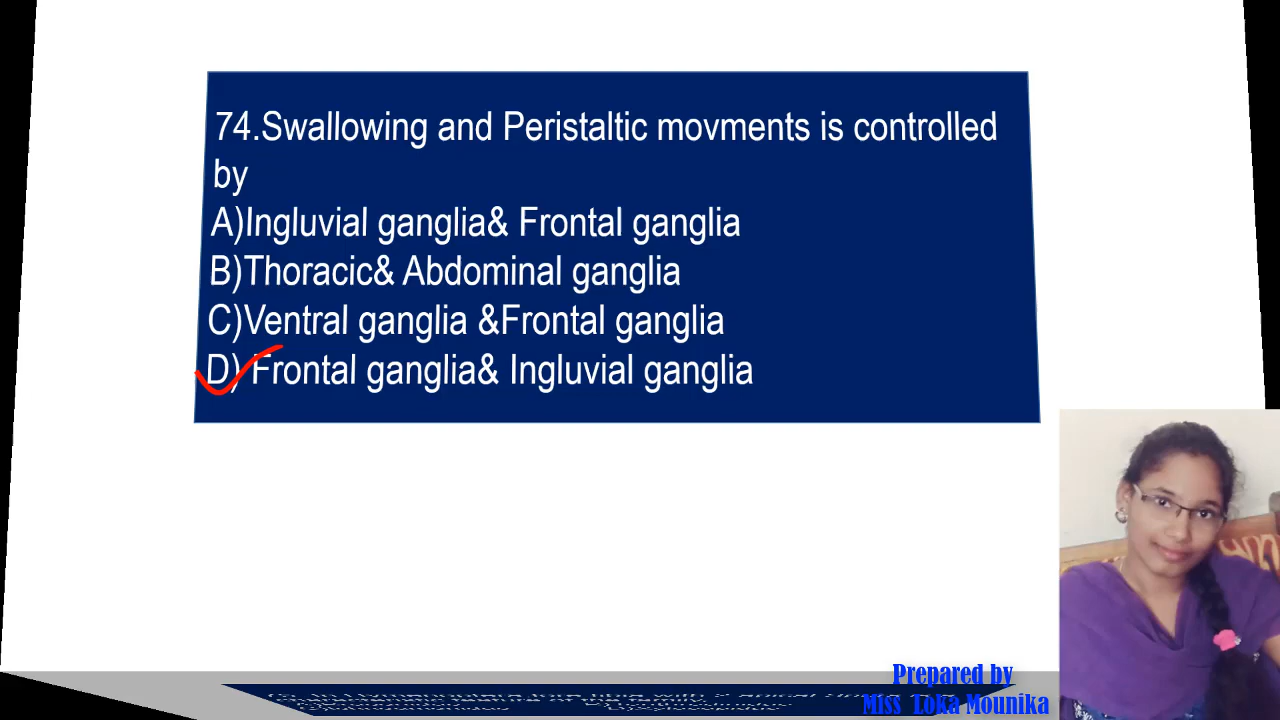 74.Swallowing and Peristaltic movments is controlled
by
A)Ingluvial ganglia& Frontal ganglia
B)Thoracic& Abdominal ganglia
C)Ventral ganglia &Frontal ganglia
D) Frontal ganglia& Ingluvial ganglia
Prepared by
Miss Loka Mounika